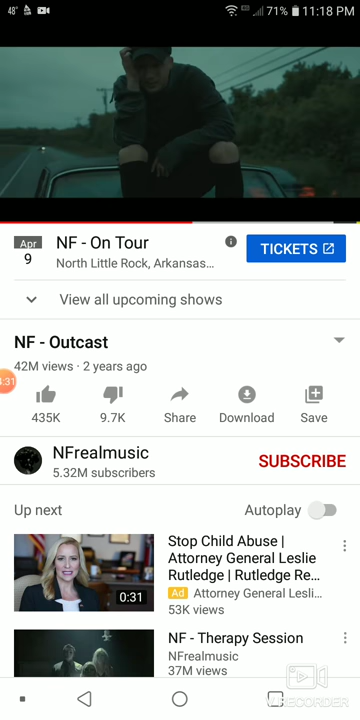 48° 71% 11:18 PM
Apr
9
NF - On Tour
North Little Rock, Arkansas...
TICKETS
View all upcoming shows
NF - Outcast
42M views · 2 years ago
4:31
435K 9.7K Share Download Save
NFrealmusic
5.32M subscribers
SUBSCRIBE
Up next Autoplay
0:31
Stop Child Abuse |
Attorney General Leslie
Rutledge | Rutledge Re...
Ad Attorney General Lesli...
53K views
NF - Therapy Session
NFrealmusic
37M views
V RECORDER